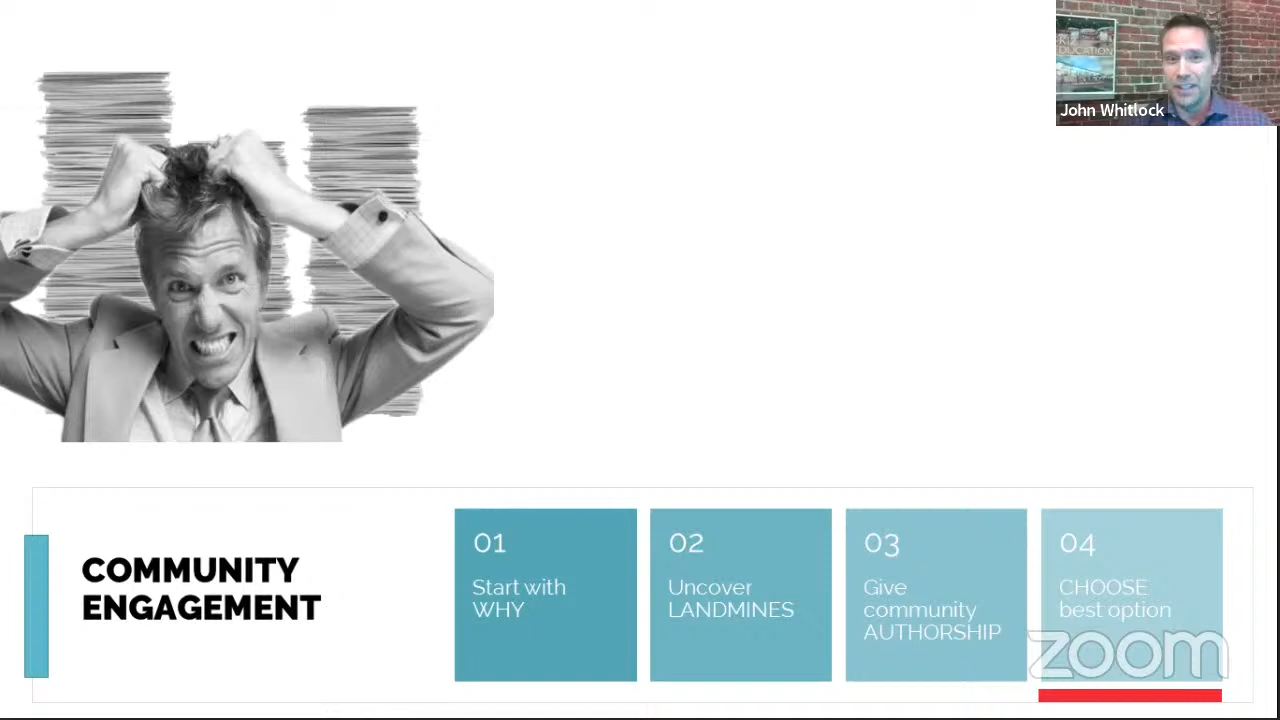 EDUCATION
John Whitlock
COMMUNITY
ENGAGEMENT
01
Start with
WHY
02
Uncover
LANDMINES
03
Give
community
AUTHORSHIP
04
CHOOSE
best option
zoom